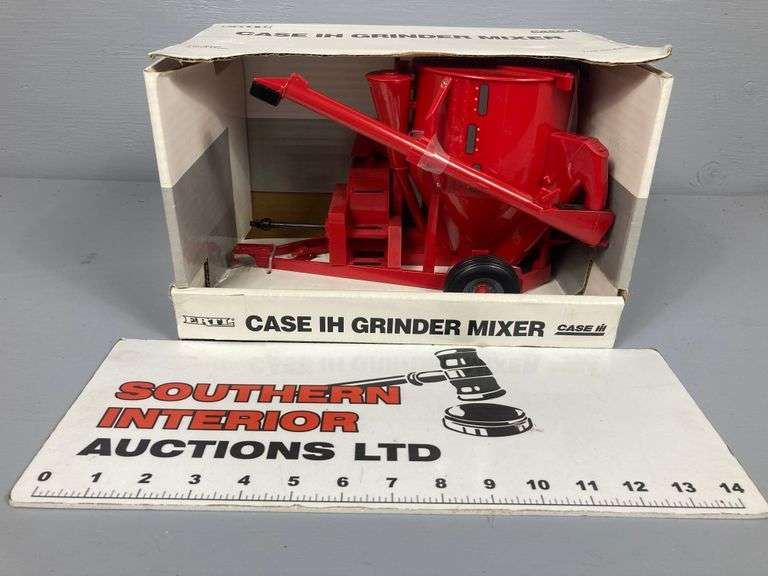 CASE IH GRINDER MIXER
ERTL CASE IH GRINDER MIXER CASE IH
SOUTHERN
INTERIOR
AUCTIONS LTD
0 1 2 3 4 5 6 7 8 9 10 11 12 13 14